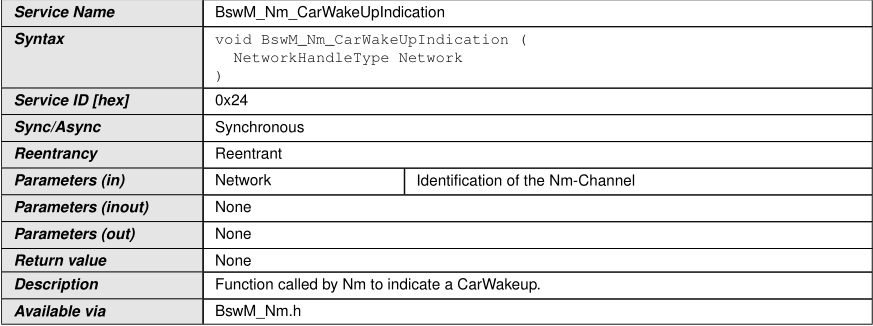 Service Name BswM_Nm_CarWakeUpIndication
Syntax void BswM_Nm_CarWakeUpIndication (
NetworkHandleType Network
)
Service ID [hex] 0x24
Sync/Async Synchronous
Reentrancy Reentrant
Parameters (in) Network Identification of the Nm-Channel
Parameters (inout) None
Parameters (out) None
Return value None
Description Function called by Nm to indicate a CarWakeup.
Available via BswM_Nm.h